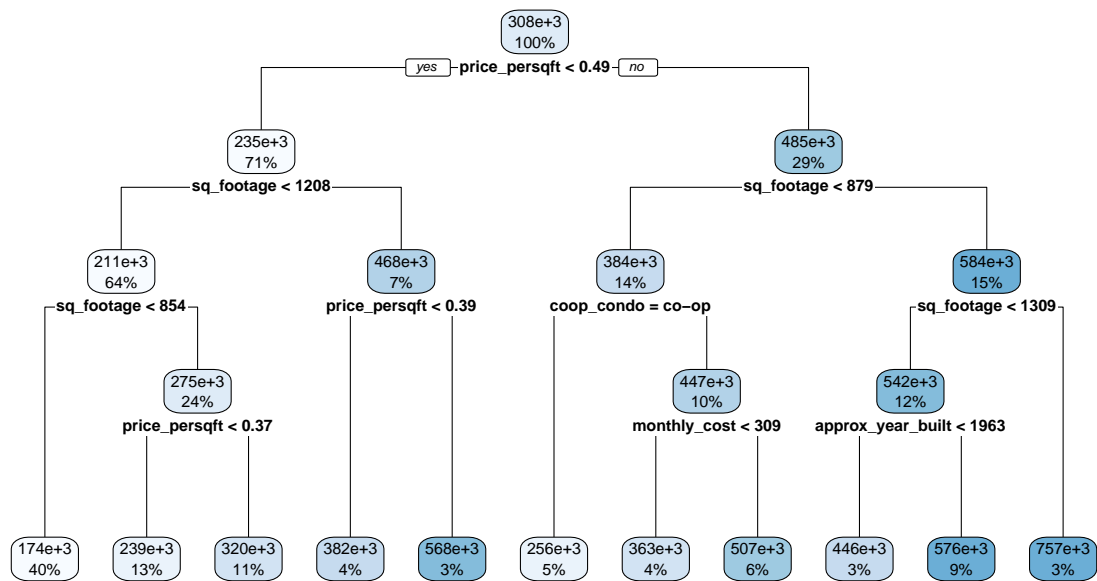 308e+3
100%
yes price_persqft < 0.49 no
235e+3
71%
485e+3
29%
sq_footage < 1208
sq_footage < 879
211e+3
64%
468e+3
7%
384e+3
14%
584e+3
15%
sq_footage < 854
price_persqft < 0.39
coop_condo = co−op
sq_footage < 1309
275e+3
24%
447e+3
10%
542e+3
12%
price_persqft < 0.37
monthly_cost < 309
approx_year_built < 1963
174e+3
40%
239e+3
13%
320e+3
11%
382e+3
4%
568e+3
3%
256e+3
5%
363e+3
4%
507e+3
6%
446e+3
3%
576e+3
9%
757e+3
3%